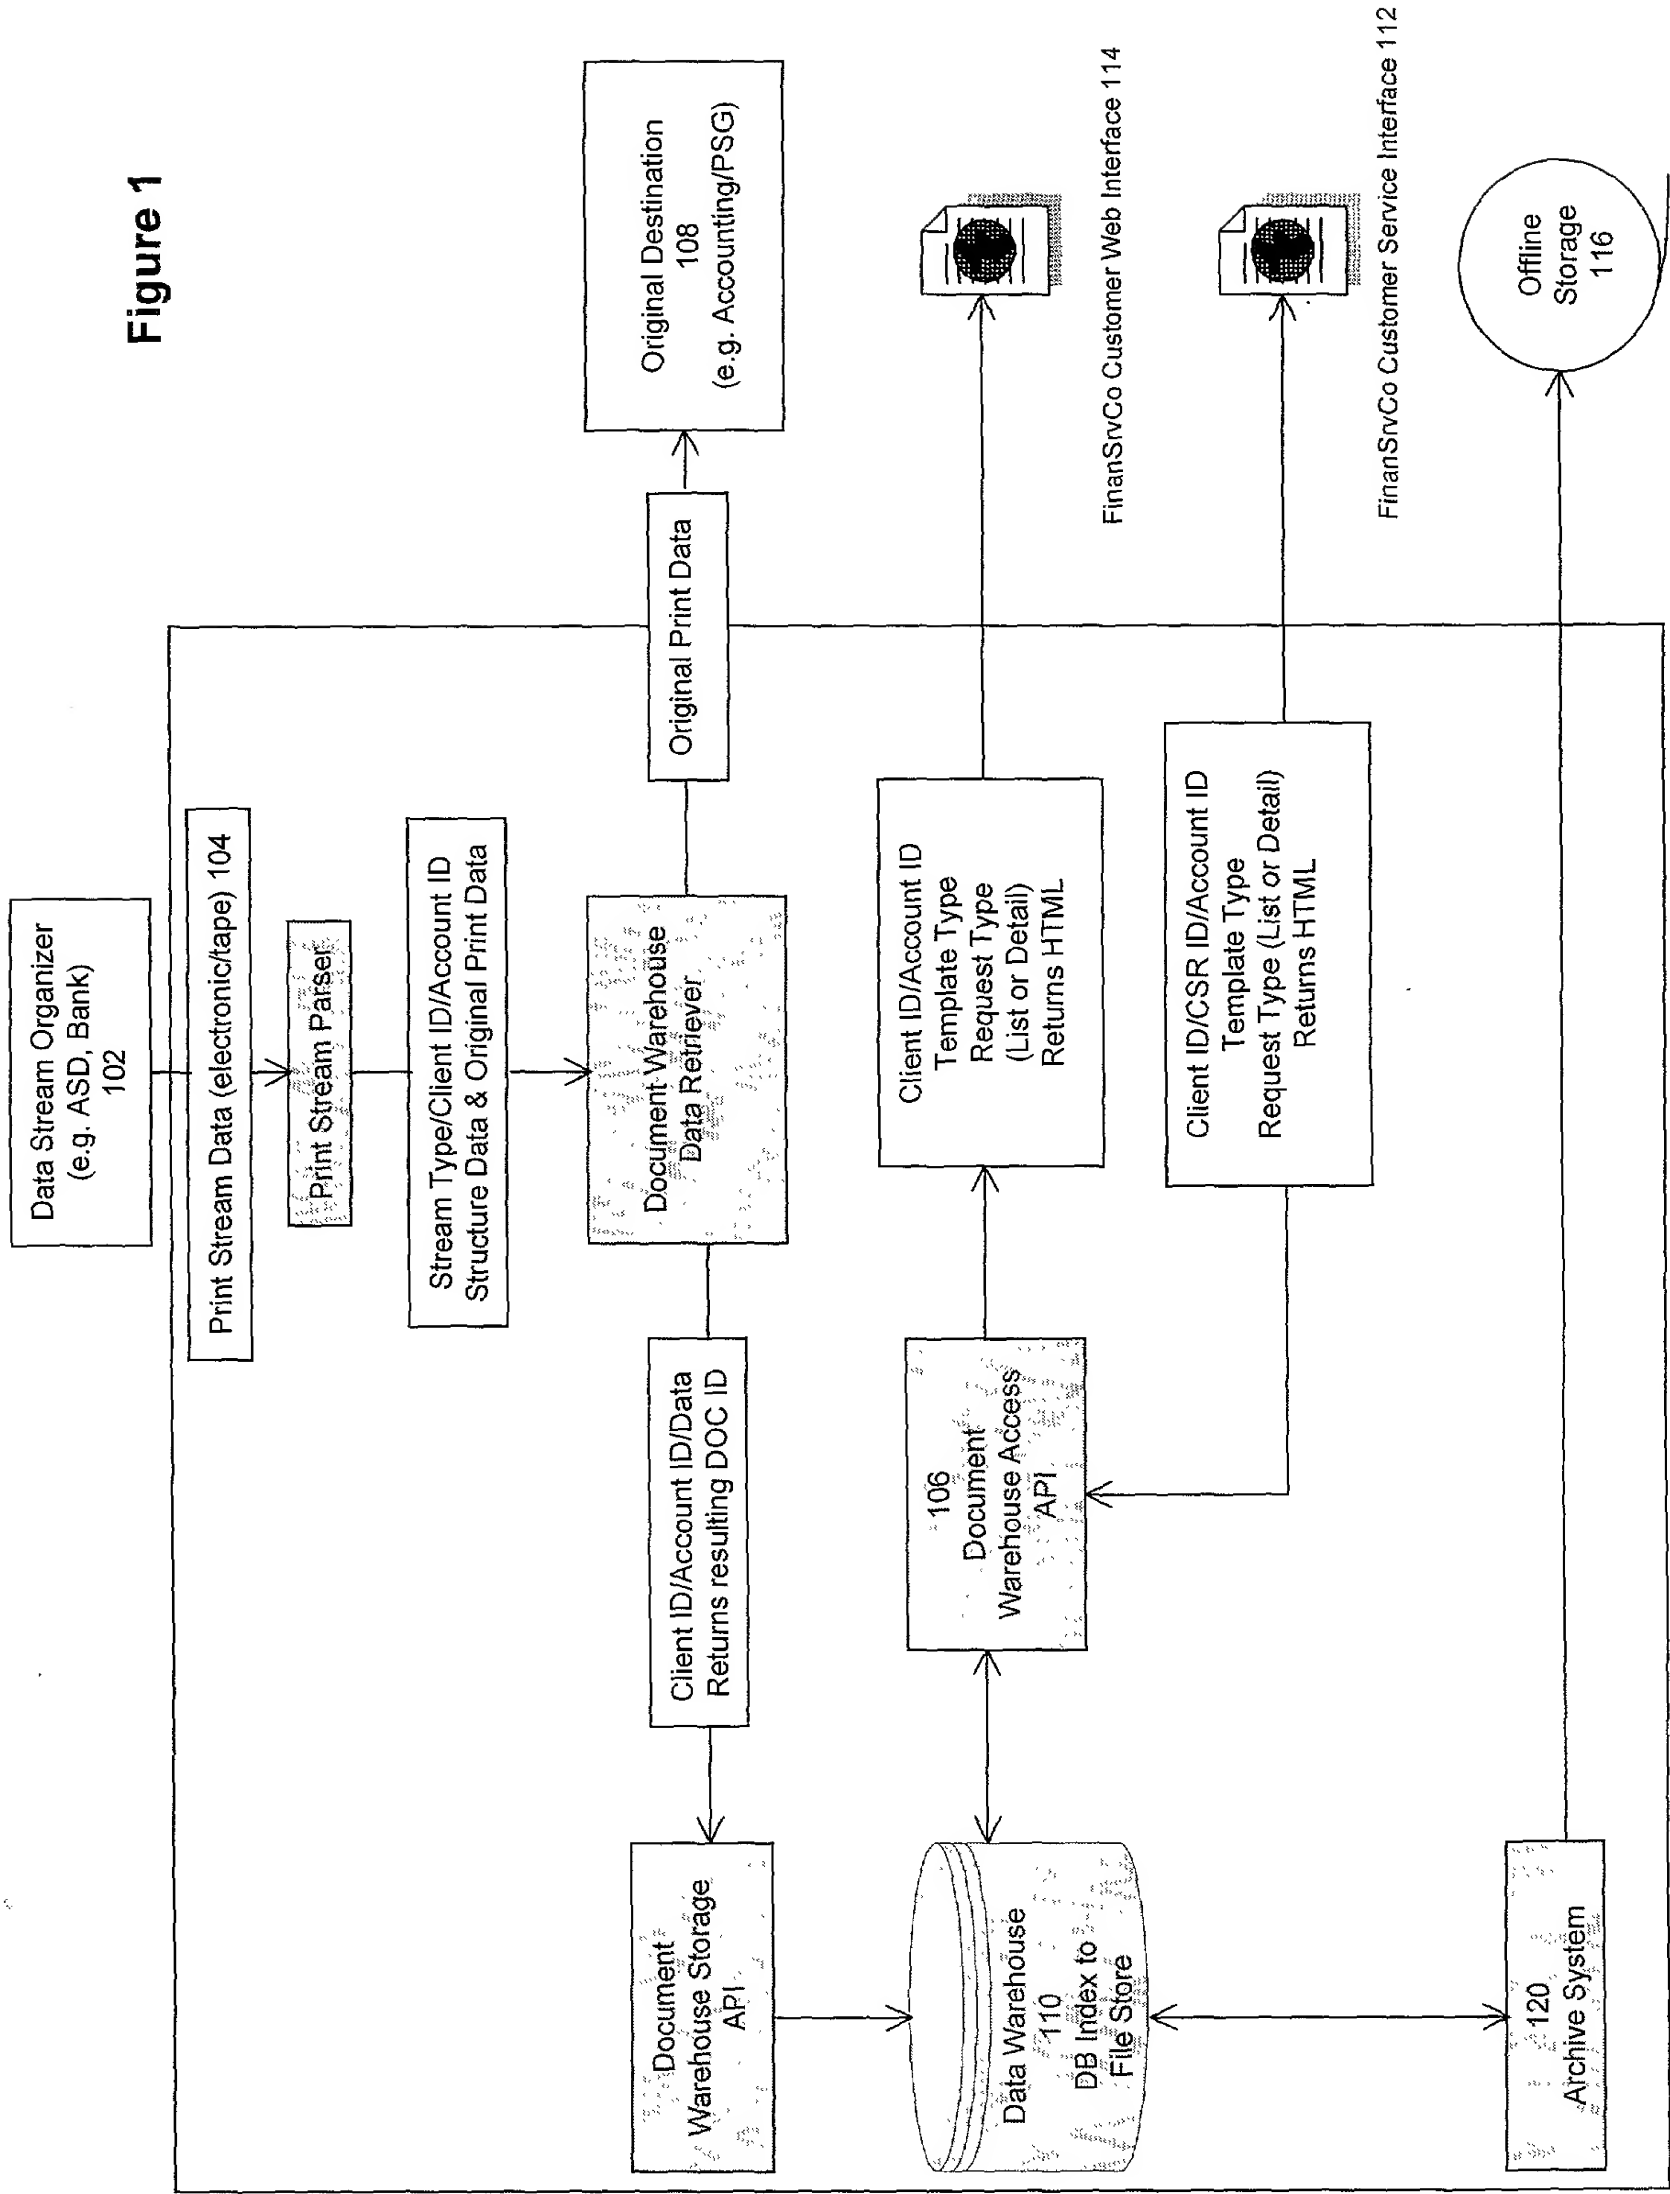 Figure 1
Data Stream Organizer
(e.g. ASD, Bank)
102
Print Stream Data (electronic/tape) 104
Print Stream Parser
Stream Type/Client ID/Account ID
Structure Data & Original Print Data
Document Warehouse
Data Retriever
Original Print Data
Original Destination
108
(e.g. Accounting/PSG)
Client ID/Account ID/Data
Returns resulting DOC ID
Document
Warehouse Storage
API
Data Warehouse
110
DB Index to
File Store
106
Document
Warehouse Access
API
Client ID/Account ID
Template Type
Request Type
(List or Detail)
Returns HTML
FinanSrvCo Customer Web Interface 114
Client ID/CSR ID/Account ID
Template Type
Request Type (List or Detail)
Returns HTML
FinanSrvCo Customer Service Interface 112
120
Archive System
Offline
Storage
116